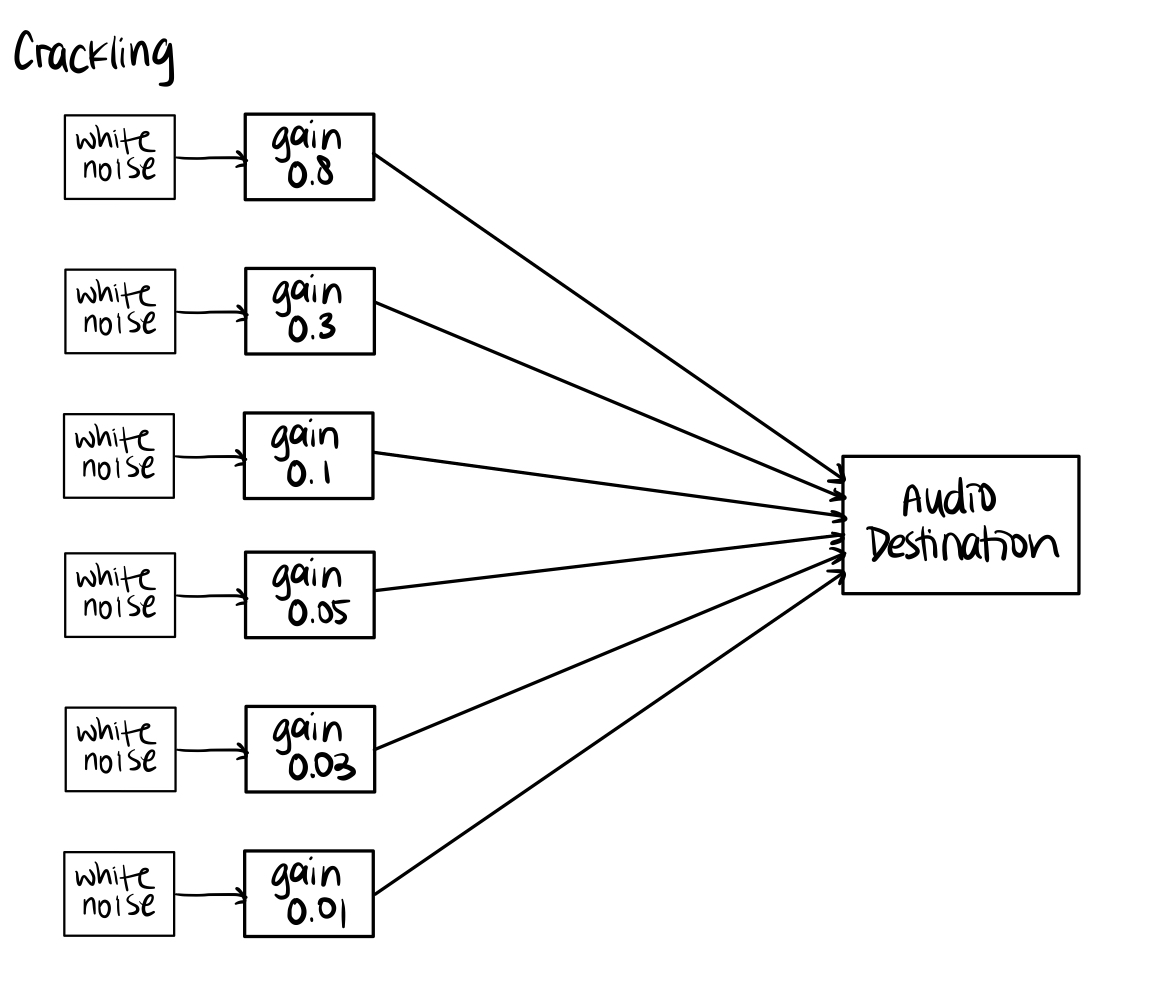 Crackling
white
noise
gain
0.8
white
noise
gain
0.3
white
noise
gain
0.1
white
noise
gain
0.05
white
noise
gain
0.03
white
noise
gain
0.01
Audio
Destination